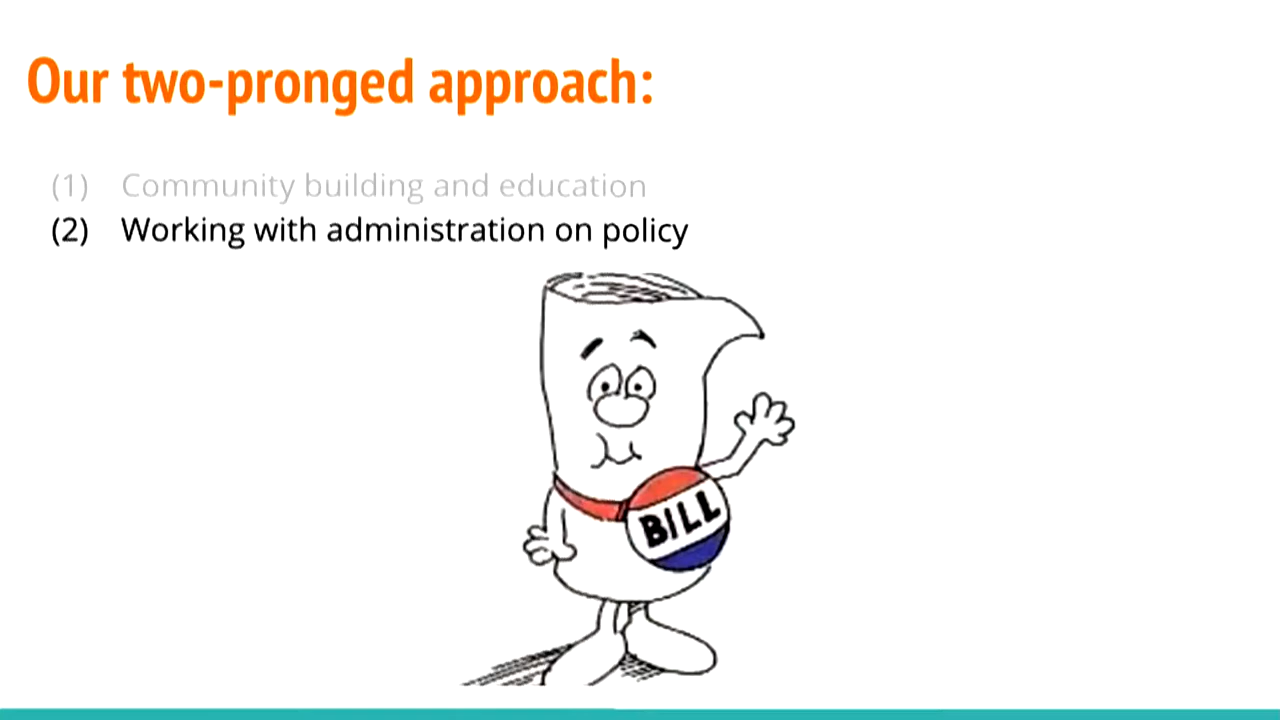 Our two-pronged approach:
(1) Community building and education
(2) Working with administration on policy
BILL